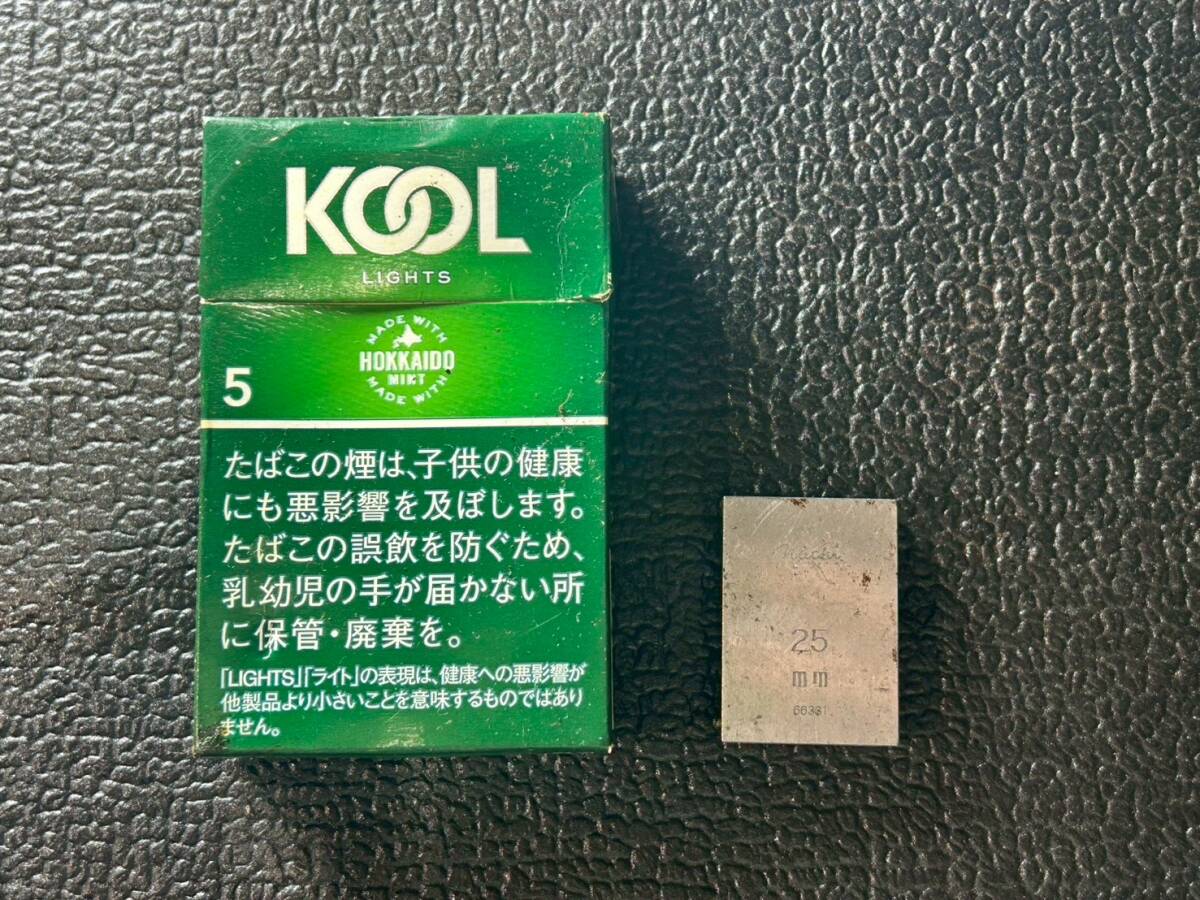 KOOL
LIGHTS
MADE WITH
HOKKAIDO
MINT
MADE WITH
5
たばこの煙は、子供の健康
にも悪影響を及ぼします。
たばこの誤飲を防ぐため、
乳幼児の手が届かない所
に保管・廃棄を。
「LIGHTS」「ライト」の表現は、健康への悪影響が
他製品より小さいことを意味するものではあり
ません。
Nachi
25
mm
66331